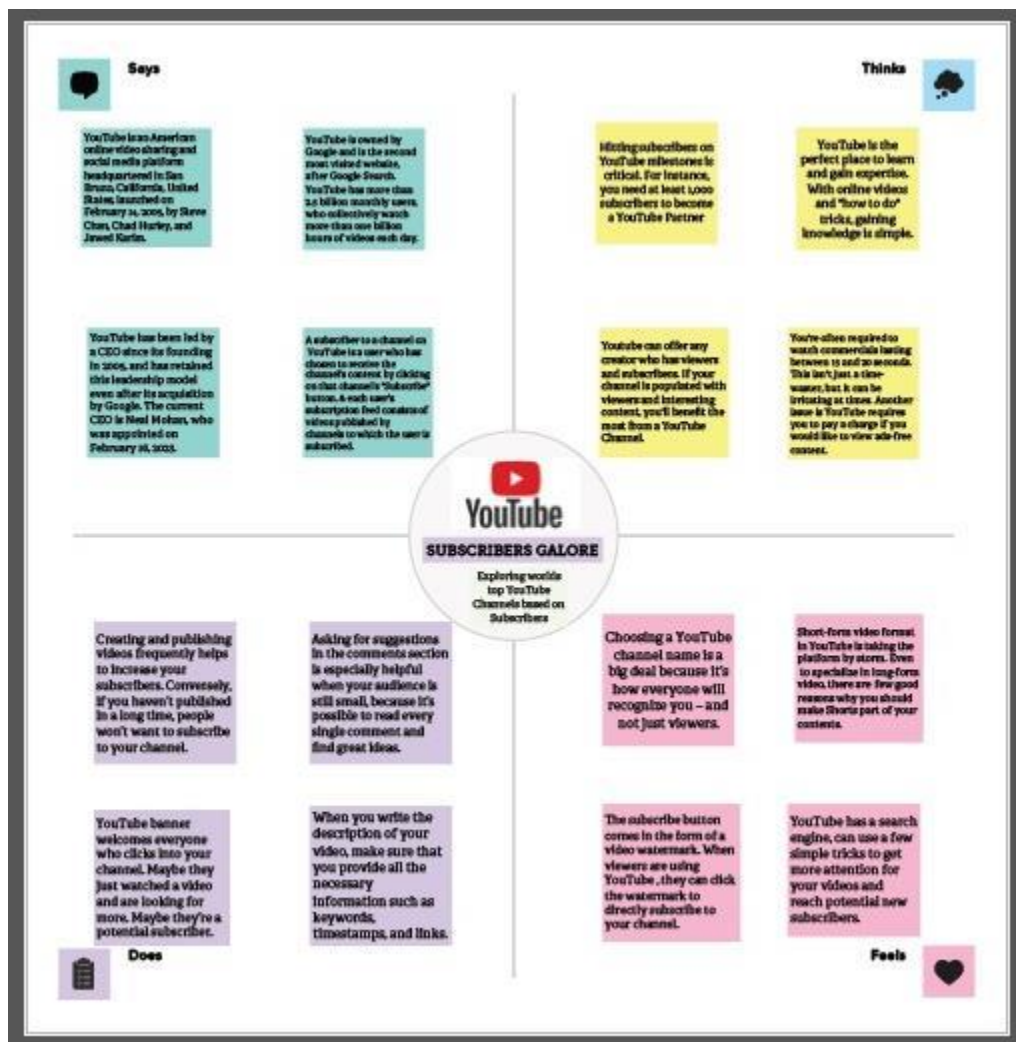 Says
YouTube is an American
online video sharing and
social media platform
headquartered in San
Bruno, California, United
States, launched on
February 14, 2005, by Steve
Chen, Chad Hurley, and
Jawed Karim.
YouTube is owned by
Google and is the second
most visited website,
after Google Search.
YouTube has more than
2.5 billion monthly users,
who collectively watch
more than one billion
hours of videos each day.
YouTube has been led by
a CEO since its founding
in 2005, and has retained
this leadership model
even after its acquisition
by Google. The current
CEO is Neal Mohan, who
was appointed on
February 16, 2023.
A subscriber to a channel on
YouTube is a user who has
chosen to receive the
channel's content by clicking
on that channel's "Subscribe"
button, & each user's
subscription feed consists of
videos published by
channels to which the user is
subscribed.
Thinks
Hitting subscribers on
YouTube milestones is
critical. For instance,
you need at least 1,000
subscribers to become
a YouTube Partner
YouTube is the
perfect place to learn
and gain expertise.
With online videos
and "how to do"
tricks, gaining
knowledge is simple.
Youtube can offer any
creator who has viewers
and subscribers. If your
channel is populated with
viewers and interesting
content, you'll benefit the
most from a YouTube
Channel.
You're often required to
watch commercials lasting
between 15 and 20 seconds.
This isn't just a time-
waster, but it can be
irritating at times. Another
issue is YouTube requires
you to pay a charge if you
would like to view ads-free
content.
YouTube
SUBSCRIBERS GALORE
Exploring worlds
top YouTube
Channels based on
Subscribers
Creating and publishing
videos frequently helps
to increase your
subscribers. Conversely,
if you haven't published
in a long time, people
won't want to subscribe
to your channel.
Asking for suggestions
in the comments section
is especially helpful
when your audience is
still small, because it's
possible to read every
single comment and
find great ideas.
YouTube banner
welcomes everyone
who clicks into your
channel. Maybe they
just watched a video
and are looking for
more. Maybe they're a
potential subscriber.
When you write the
description of your
video, make sure that
you provide all the
necessary
information such as
keywords,
timestamps, and links.
Does
Choosing a YouTube
channel name is a
big deal because it's
how everyone will
recognize you – and
not just viewers.
Short-form video format
in YouTube is taking the
platform by storm. Even
to specialize in long-form
video, there are few good
reasons why you should
make Shorts part of your
contents.
The subscribe button
comes in the form of a
video watermark. When
viewers are using
YouTube , they can click
the watermark to
directly subscribe to
your channel.
YouTube has a search
engine, can use a few
simple tricks to get
more attention for
your videos and
reach potential new
subscribers.
Feels